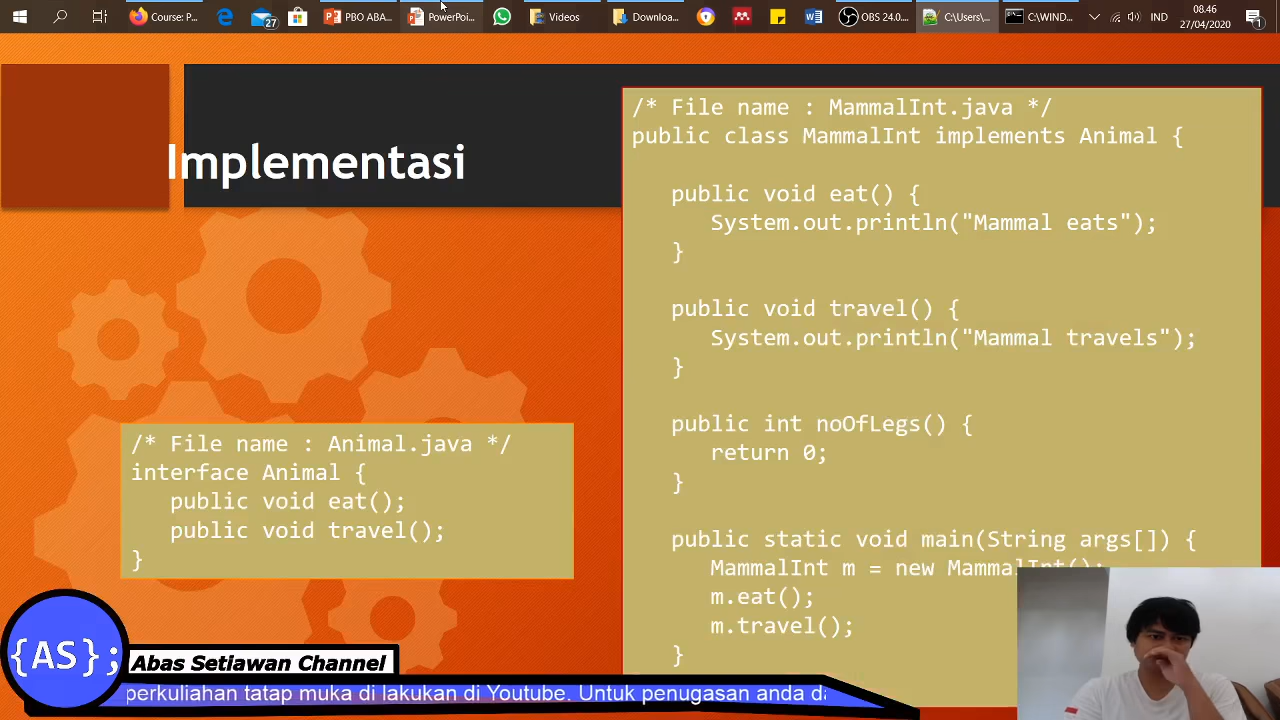 Course: P...
27
PBO ABA...
PowerPoi...
Videos
Downloa...
OBS 24.0....
C:\Users\...
C:\WIND...
IND
08.46
27/04/2020
1
Implementasi
/* File name : MammalInt.java */
public class MammalInt implements Animal {
public void eat() {
System.out.println("Mammal eats");
}
public void travel() {
System.out.println("Mammal travels");
}
public int noOfLegs() {
return 0;
}
public static void main(String args[]) {
MammalInt m = new MammalInt();
m.eat();
m.travel();
}
/* File name : Animal.java */
interface Animal {
public void eat();
public void travel();
}
{AS};
Abas Setiawan Channel
perkuliahan tatap muka di lakukan di Youtube. Untuk penugasan anda da